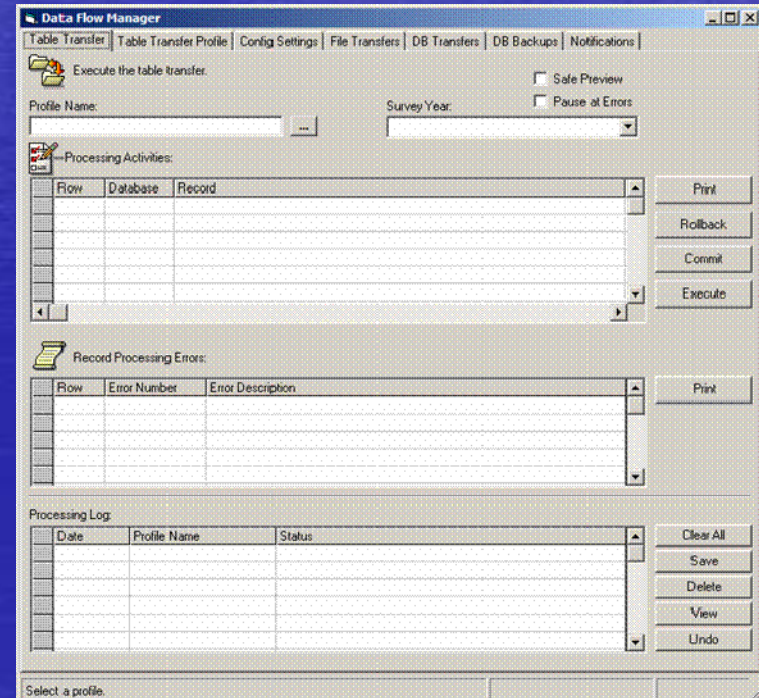 Data Flow Manager
Table Transfer Table Transfer Profile Config Settings File Transfers DB Transfers DB Backups Notifications
Execute the table transfer.
Safe Preview
Profile Name: Survey Year: Pause at Errors
...
Processing Activities:
Row Database Record
Print
Rollback
Commit
Execute
Record Processing Errors:
Row Error Number Error Description
Print
Processing Log:
Date Profile Name Status
Clear All
Save
Delete
View
Undo
Select a profile.